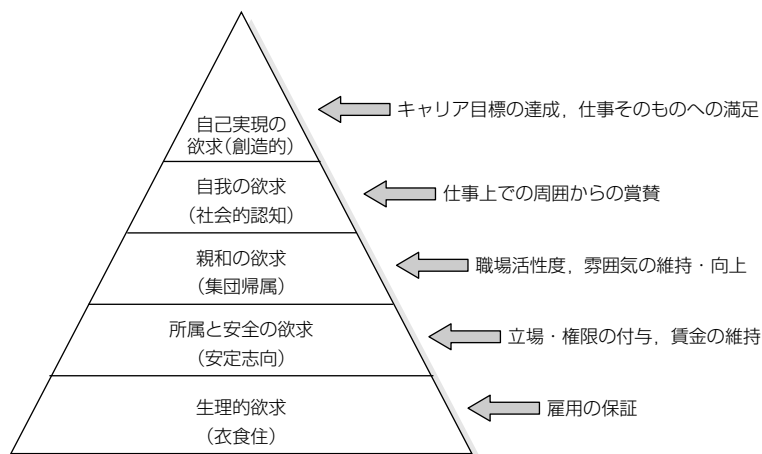 自己実現の
欲求(創造的)
キャリア目標の達成，仕事そのものへの満足
自我の欲求
(社会的認知)
仕事上での周囲からの賞賛
親和の欲求
(集団帰属)
職場活性度，雰囲気の維持・向上
所属と安全の欲求
(安定志向)
立場・権限の付与，賃金の維持
生理的欲求
(衣食住)
雇用の保証